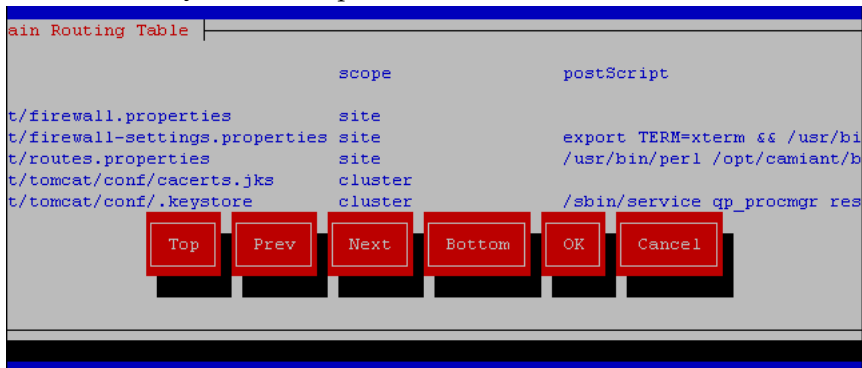 ain Routing Table
scope postScript
t/firewall.properties site
t/firewall-settings.properties site export TERM=xterm && /usr/bi
t/routes.properties site /usr/bin/perl /opt/camiant/b
t/tomcat/conf/cacerts.jks cluster
t/tomcat/conf/.keystore cluster /sbin/service qp_procmgr res
Top Prev Next Bottom OK Cancel